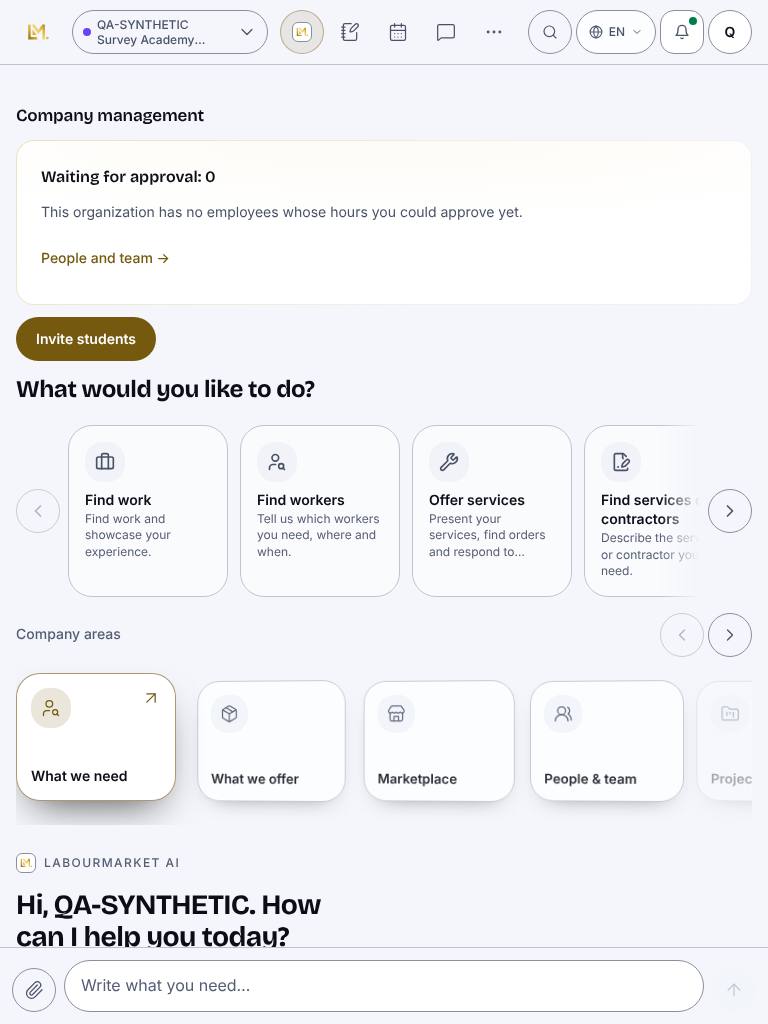 LM.
QA-SYNTHETIC
Survey Academy...
LM.
EN
Q
Company management
Waiting for approval: 0
This organization has no employees whose hours you could approve yet.
People and team →
Invite students
What would you like to do?
Find work
Find work and
showcase your
experience.
Find workers
Tell us which workers
you need, where and
when.
Offer services
Present your
services, find orders
and respond to...
Find services
contractors
Describe the
or contractor you
need.
Company areas
What we need
What we offer
Marketplace
People & team
Projec
LM.
LABOURMARKET AI
Hi, QA-SYNTHETIC. How
can I help you today?
Write what you need...